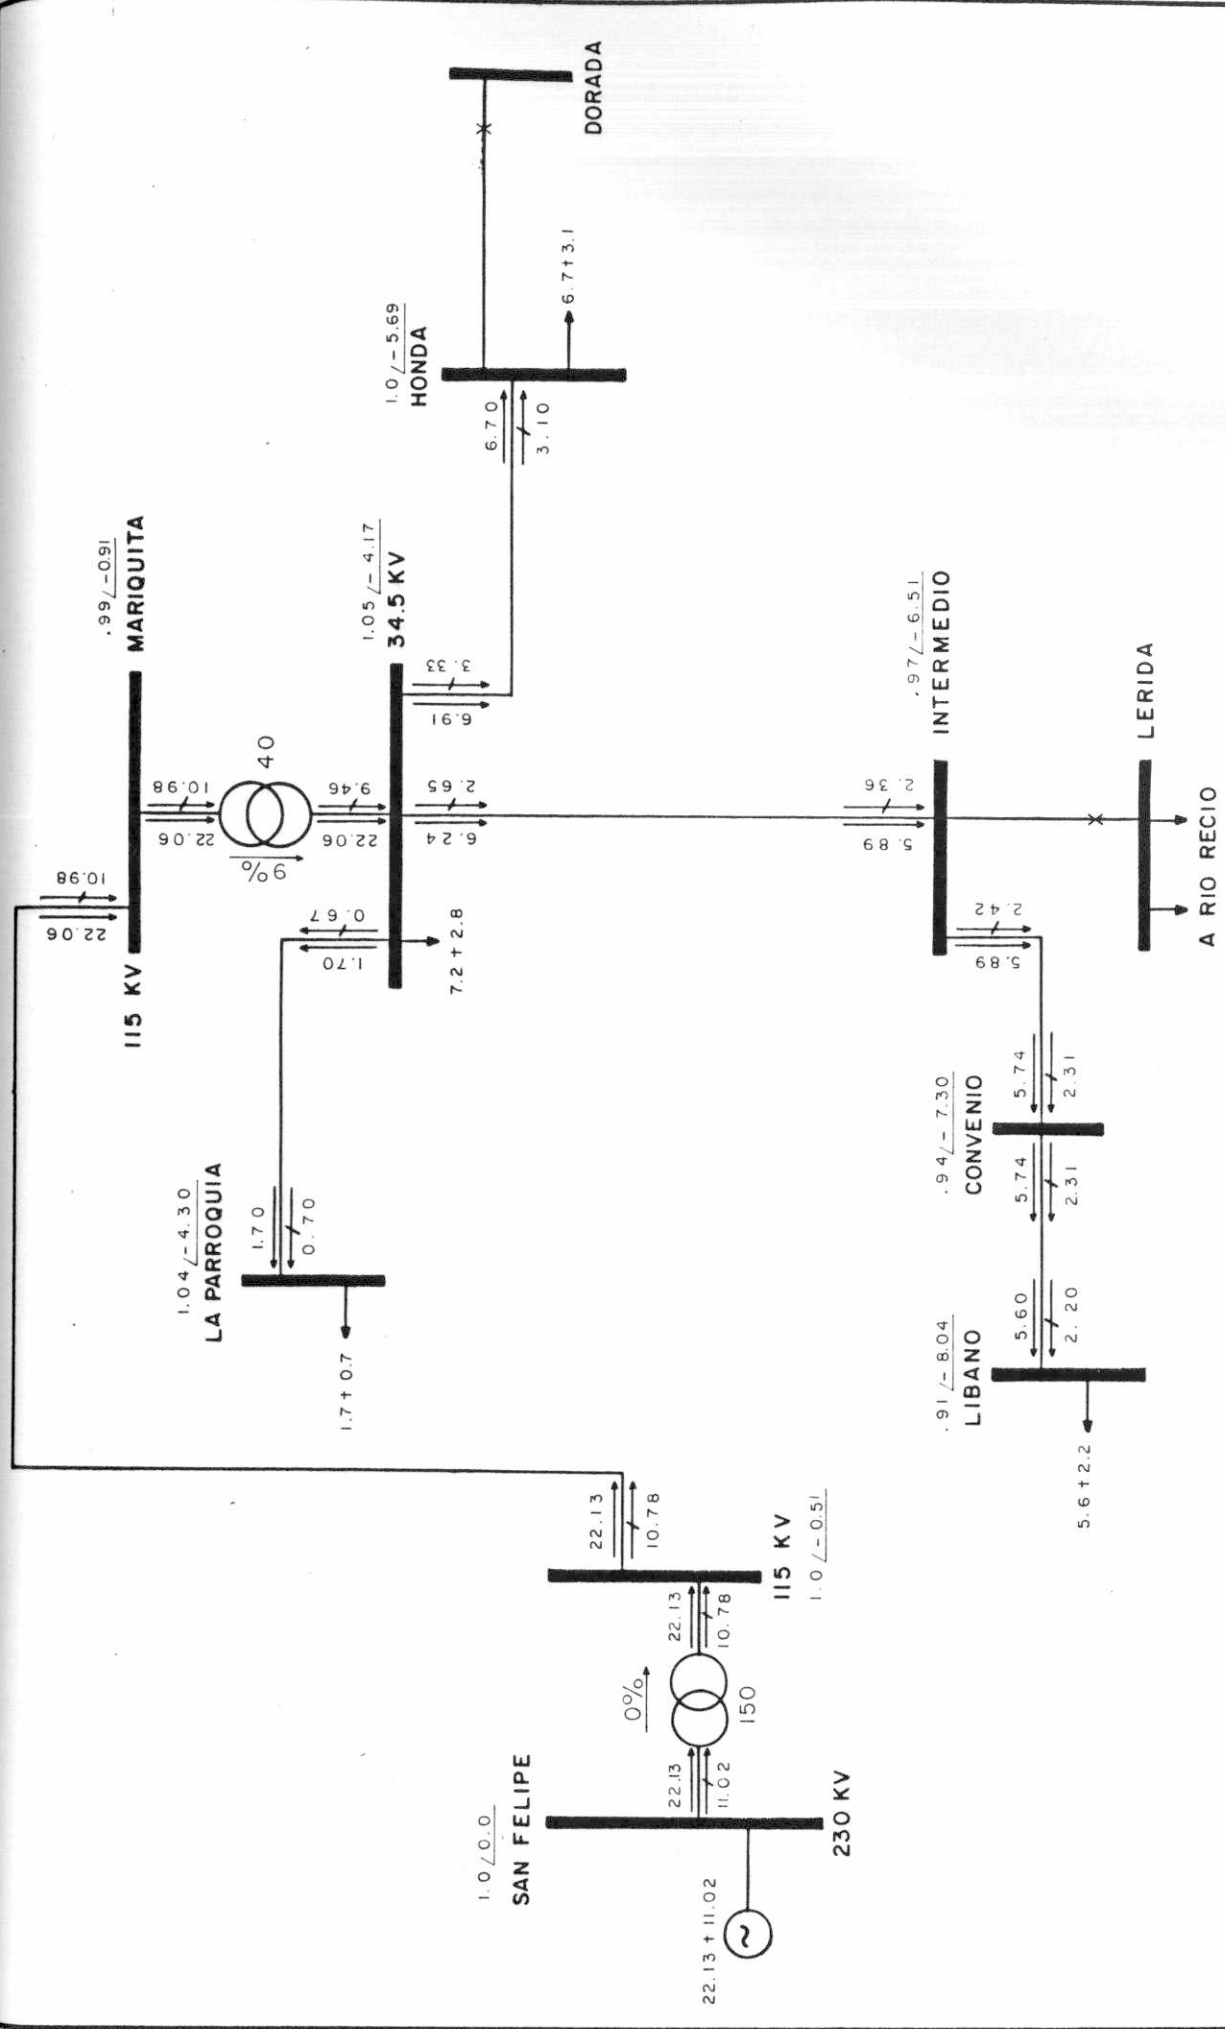 22.13 + 11.02
1.0 /0.0
SAN FELIPE
230 KV
22.13
11.02
0%
150
22.13
10.78
115 KV
1.0 /-0.51
22.13
10.78
22.06
10.98
115 KV
MARIQUITA
.99 /-0.91
22.06
10.98
9%
40
22.06
9.46
1.05 /-4.17
34.5 KV
7.2 + 2.8
1.70
0.67
1.04 /-4.30
LA PARROQUIA
1.70
0.70
1.7 + 0.7
6.91
3.33
6.70
3.10
1.0 /-5.69
HONDA
6.7 + 3.1
DORADA
6.24
2.65
5.89
2.36
.97 /-6.51
INTERMEDIO
LERIDA
A RIO RECIO
5.89
2.42
5.74
2.31
.94 /-7.30
CONVENIO
5.74
2.31
5.60
2.20
.91 /-8.04
LIBANO
5.6 + 2.2